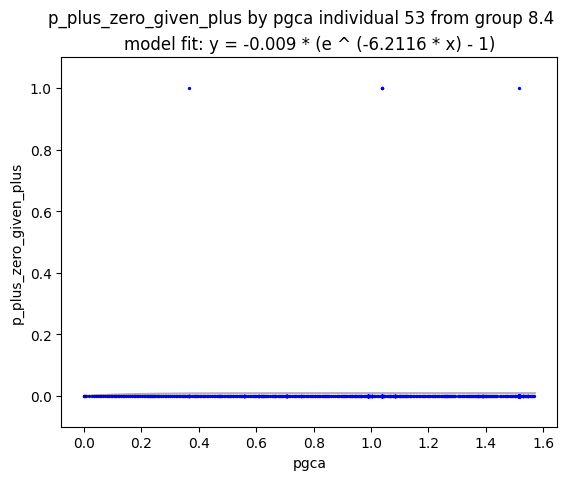 p_plus_zero_given_plus by pgca individual 53 from group 8.4
model fit: y = -0.009 * (e ^ (-6.2116 * x) - 1)
1.0
0.8
0.6
0.4
0.2
0.0
p_plus_zero_given_plus
0.0 0.2 0.4 0.6 0.8 1.0 1.2 1.4 1.6
pgca